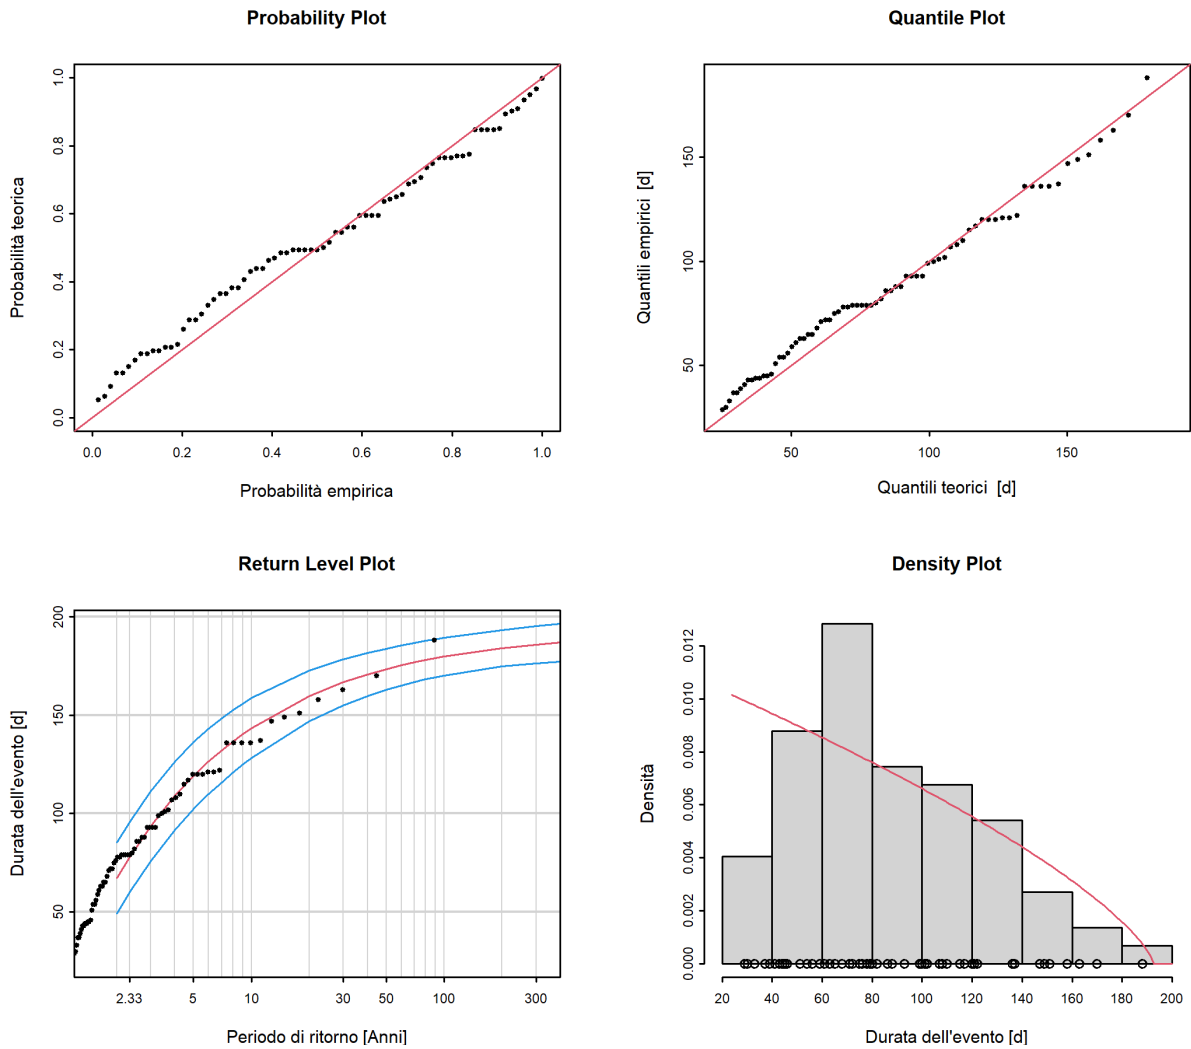 Probability Plot
Probabilità teorica
1.0
0.8
0.6
0.4
0.2
0.0
0.0 0.2 0.4 0.6 0.8 1.0
Probabilità empirica
Quantile Plot
Quantili empirici [d]
150
100
50
50 100 150
Quantili teorici [d]
Return Level Plot
Durata dell'evento [d]
200
150
100
50
2.33 5 10 30 50 100 300
Periodo di ritorno [Anni]
Density Plot
Densità
0.012
0.010
0.008
0.006
0.004
0.002
0.000
20 40 60 80 100 120 140 160 180 200
Durata dell'evento [d]